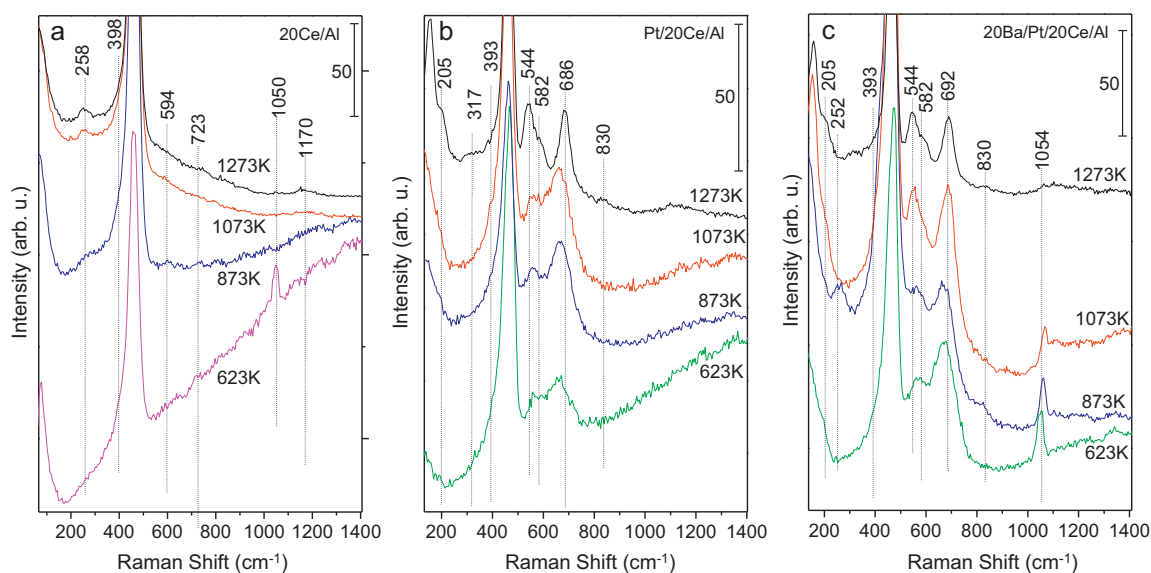 a
20Ce/Al
258
398
50
594
723
1050
1170
1273K
1073K
873K
623K
Intensity (arb. u.)
200 400 600 800 1000 1200 1400
Raman Shift (cm⁻¹)
b
Pt/20Ce/Al
205
317
393
544
582
686
830
50
1273K
1073K
873K
623K
Intensity (arb. u.)
200 400 600 800 1000 1200 1400
Raman Shift (cm⁻¹)
c
20Ba/Pt/20Ce/Al
205
252
393
544
582
692
830
1054
50
1273K
1073K
873K
623K
Intensity (arb. u.)
200 400 600 800 1000 1200 1400
Raman Shift (cm⁻¹)